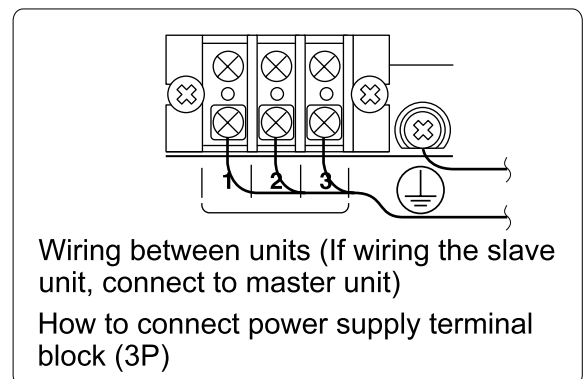 1 2 3
Wiring between units (If wiring the slave
unit, connect to master unit)
How to connect power supply terminal
block (3P)